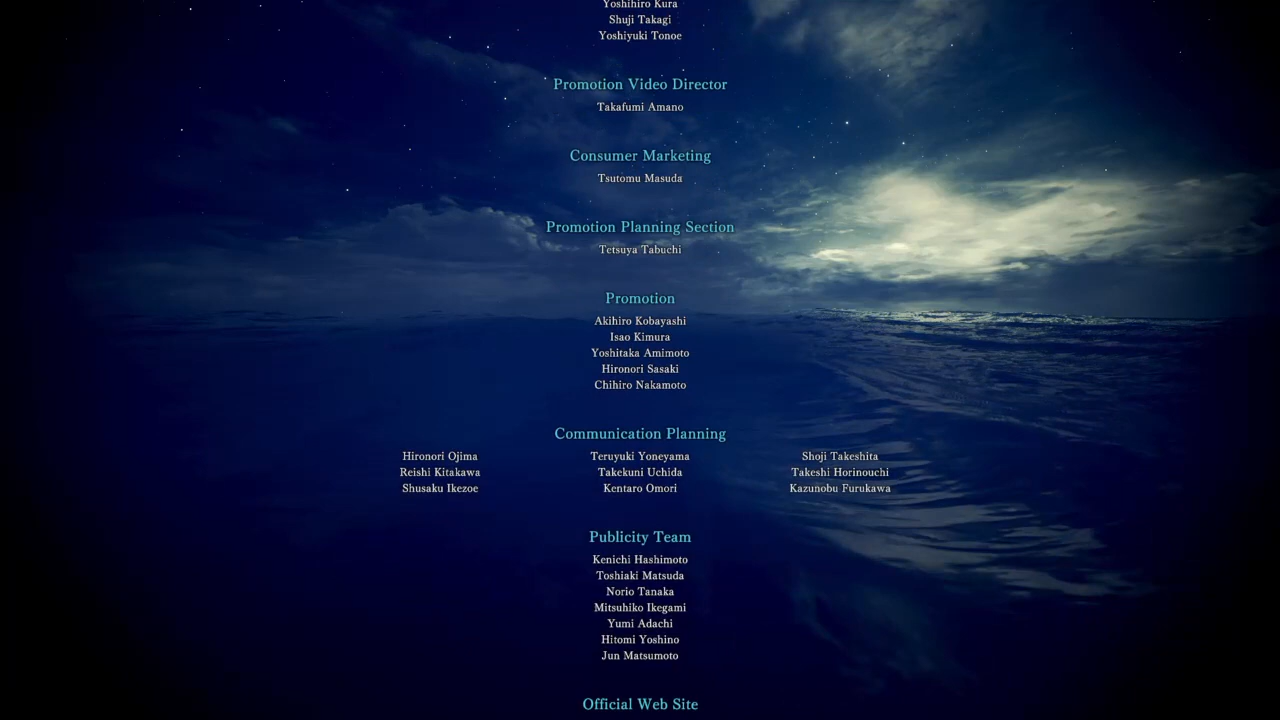 Yoshihiro Kura
Shuji Takagi
Yoshiyuki Tonoe
Promotion Video Director
Takafumi Amano
Consumer Marketing
Tsutomu Masuda
Promotion Planning Section
Tetsuya Tabuchi
Promotion
Akihiro Kobayashi
Isao Kimura
Yoshitaka Amimoto
Hironori Sasaki
Chihiro Nakamoto
Communication Planning
Hironori Ojima Teruyuki Yoneyama Shoji Takeshita
Reishi Kitakawa Takekuni Uchida Takeshi Horinouchi
Shusaku Ikezoe Kentaro Omori Kazunobu Furukawa
Publicity Team
Kenichi Hashimoto
Toshiaki Matsuda
Norio Tanaka
Mitsuhiko Ikegami
Yumi Adachi
Hitomi Yoshino
Jun Matsumoto
Official Web Site